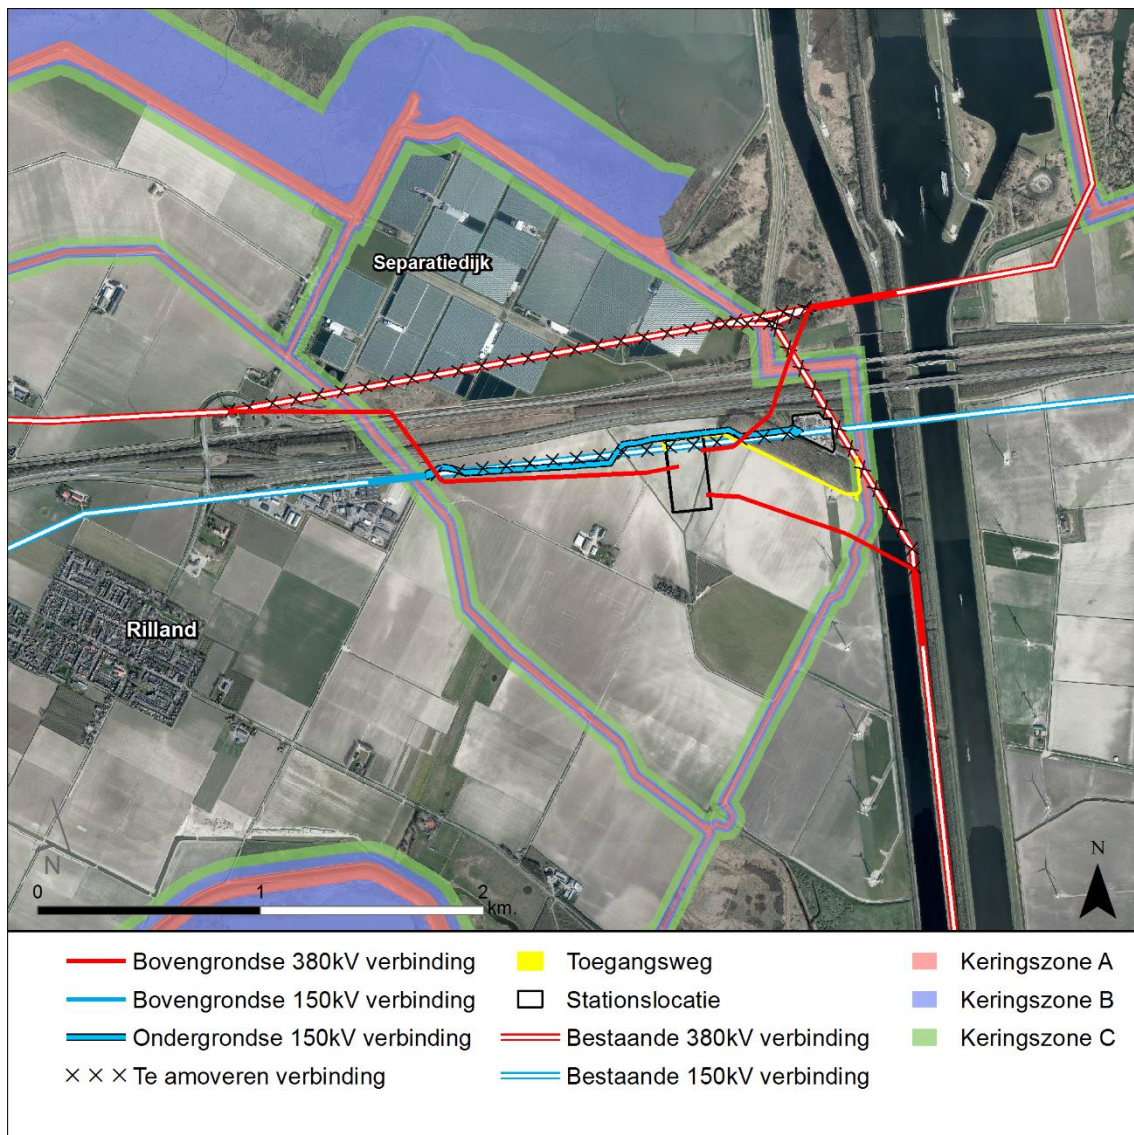 Separatiedijk
Rilland
N
N
0 1 2
km.
Bovengrondse 380kV verbinding
Bovengrondse 150kV verbinding
Ondergrondse 150kV verbinding
Te amoveren verbinding
Toegangsweg
Stationslocatie
Bestaande 380kV verbinding
Bestaande 150kV verbinding
Keringszone A
Keringszone B
Keringszone C